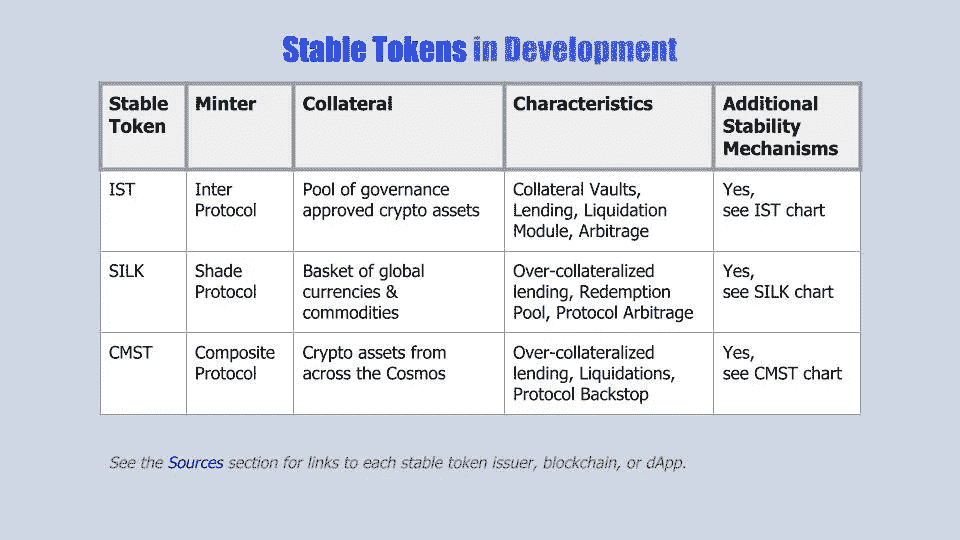 Stable Tokens in Development
Stable Token
Minter
Collateral
Characteristics
Additional Stability Mechanisms
IST
Inter Protocol
Pool of governance approved crypto assets
Collateral Vaults, Lending, Liquidation Module, Arbitrage
Yes, see IST chart
SILK
Shade Protocol
Basket of global currencies & commodities
Over-collateralized lending, Redemption Pool, Protocol Arbitrage
Yes, see SILK chart
CMST
Composite Protocol
Crypto assets from across the Cosmos
Over-collateralized lending, Liquidations, Protocol Backstop
Yes, see CMST chart
See the Sources section for links to each stable token issuer, blockchain, or dApp.